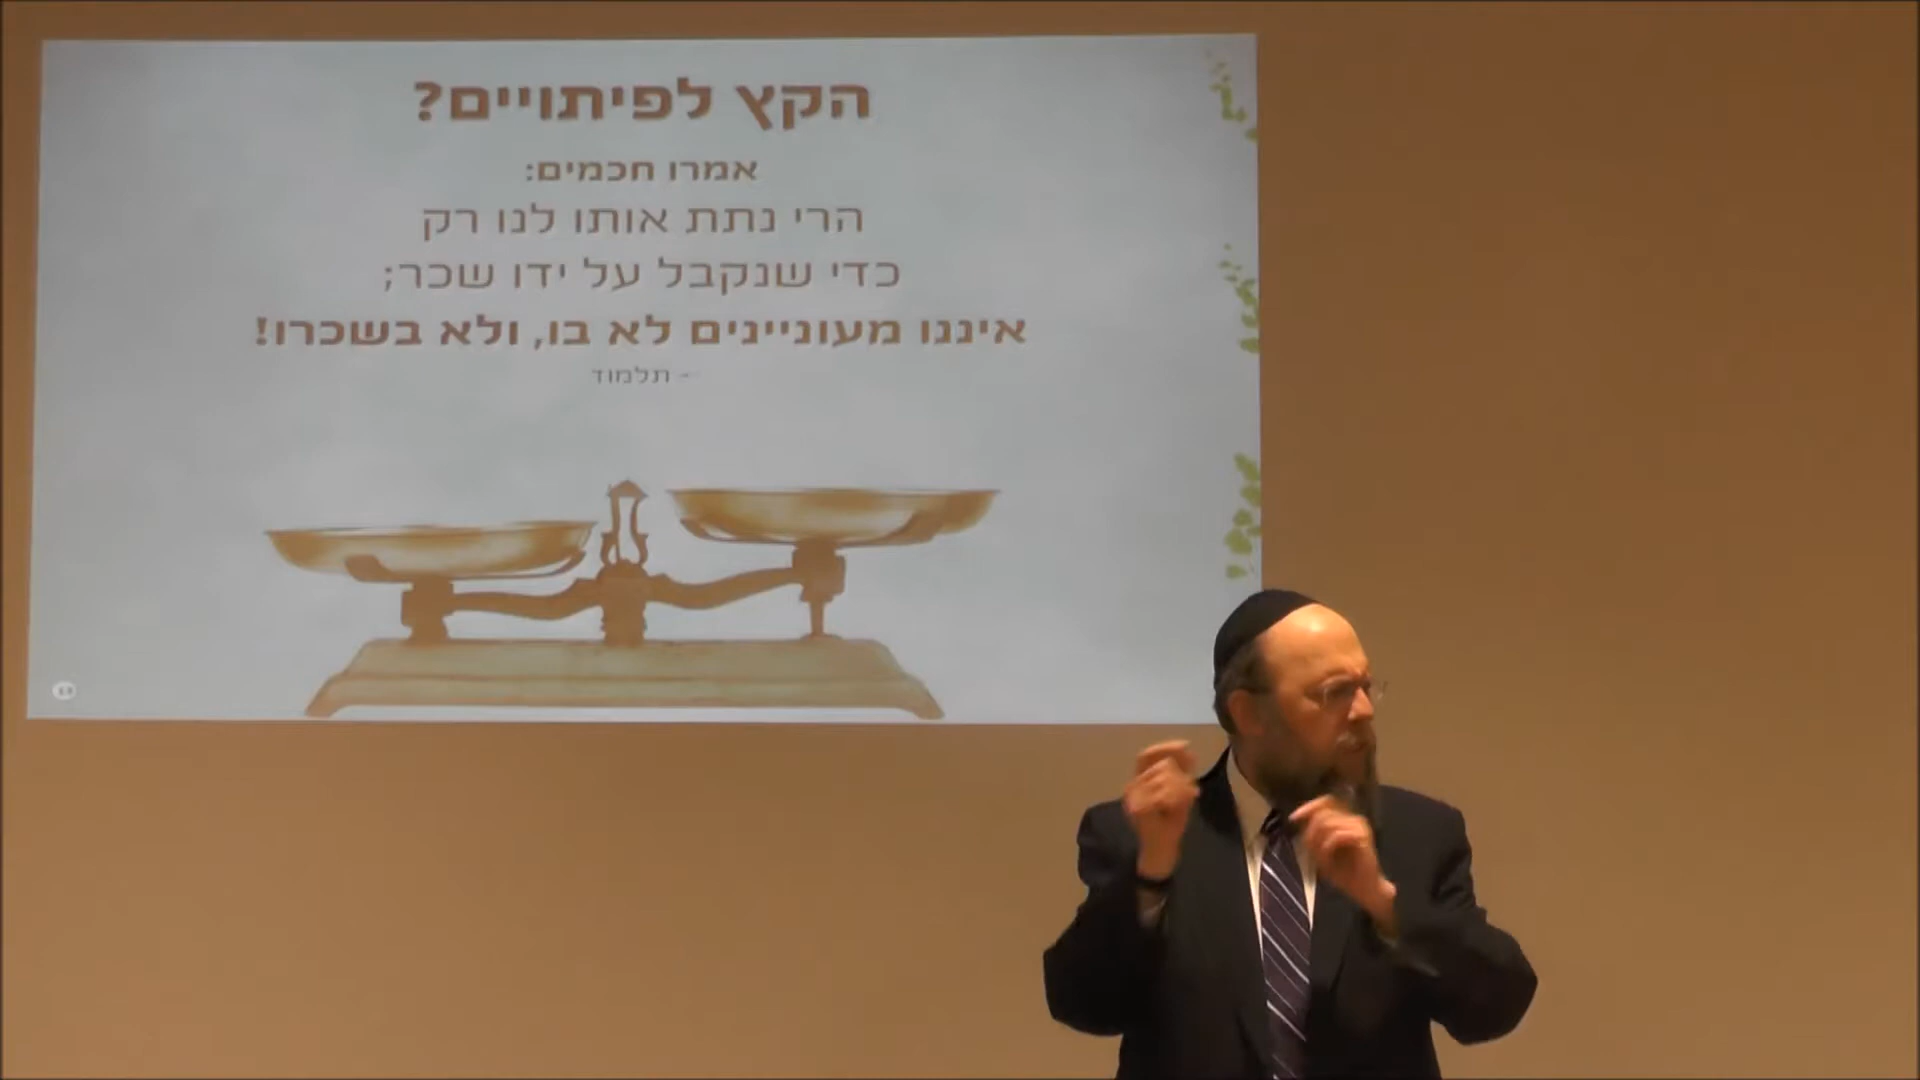 הקץ לפיתויים?
אמרו חכמים:
הרי נתת אותו לנו רק
כדי שנקבל על ידו שכר;
איננו מעוניינים לא בו, ולא בשכרו!
- תלמוד